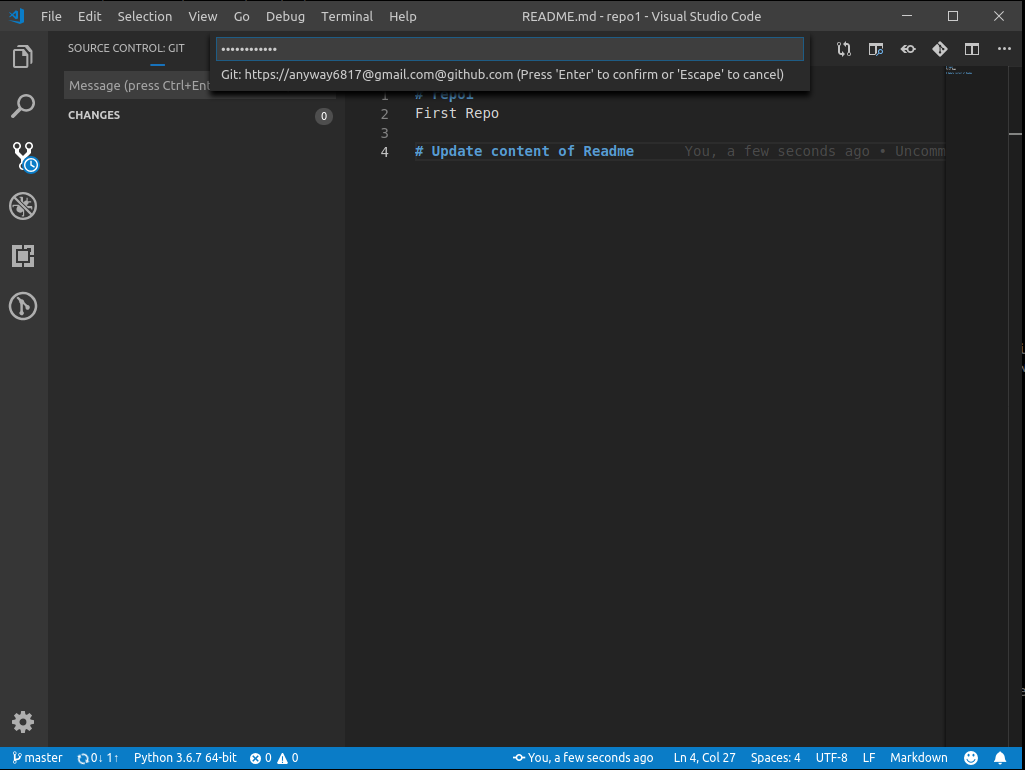 File Edit Selection View Go Debug Terminal Help README.md - repo1 - Visual Studio Code
SOURCE CONTROL: GIT
••••••••••••
Git: https://anyway6817@gmail.com@github.com (Press 'Enter' to confirm or 'Escape' to cancel)
Message (press Ctrl+Ent
CHANGES 0
1 # repo1
2 First Repo
3
4 # Update content of Readme You, a few seconds ago • Uncomm
master 0↓ 1↑ Python 3.6.7 64-bit 0 0 You, a few seconds ago Ln 4, Col 27 Spaces: 4 UTF-8 LF Markdown